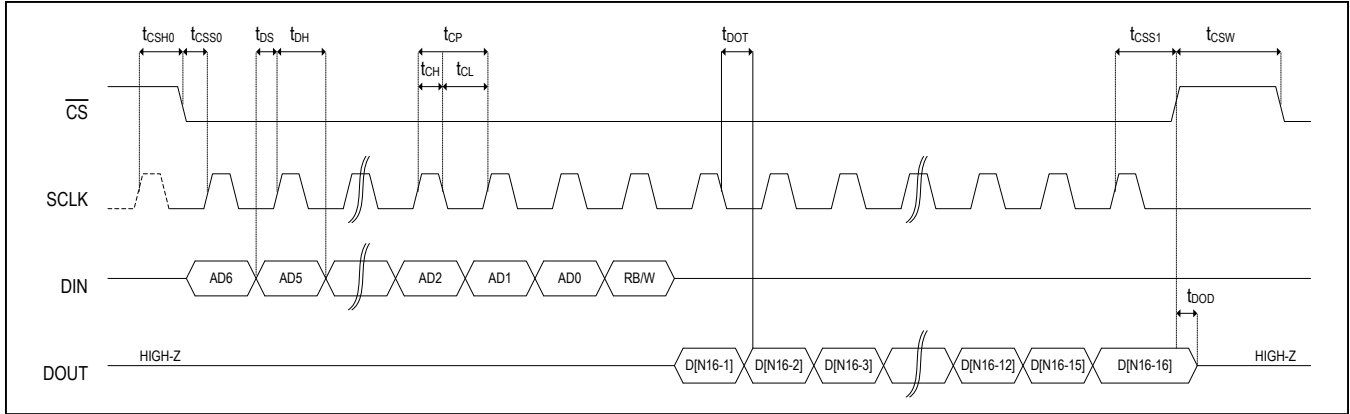 tCSH0 tCSS0 tDS tDH tCP tDOT tCSS1 tCSW
tCH tCL
CS
SCLK
DIN AD6 AD5 AD2 AD1 AD0 RB/W
tDOD
DOUT HIGH-Z D[N16-1] D[N16-2] D[N16-3] D[N16-12] D[N16-15] D[N16-16] HIGH-Z